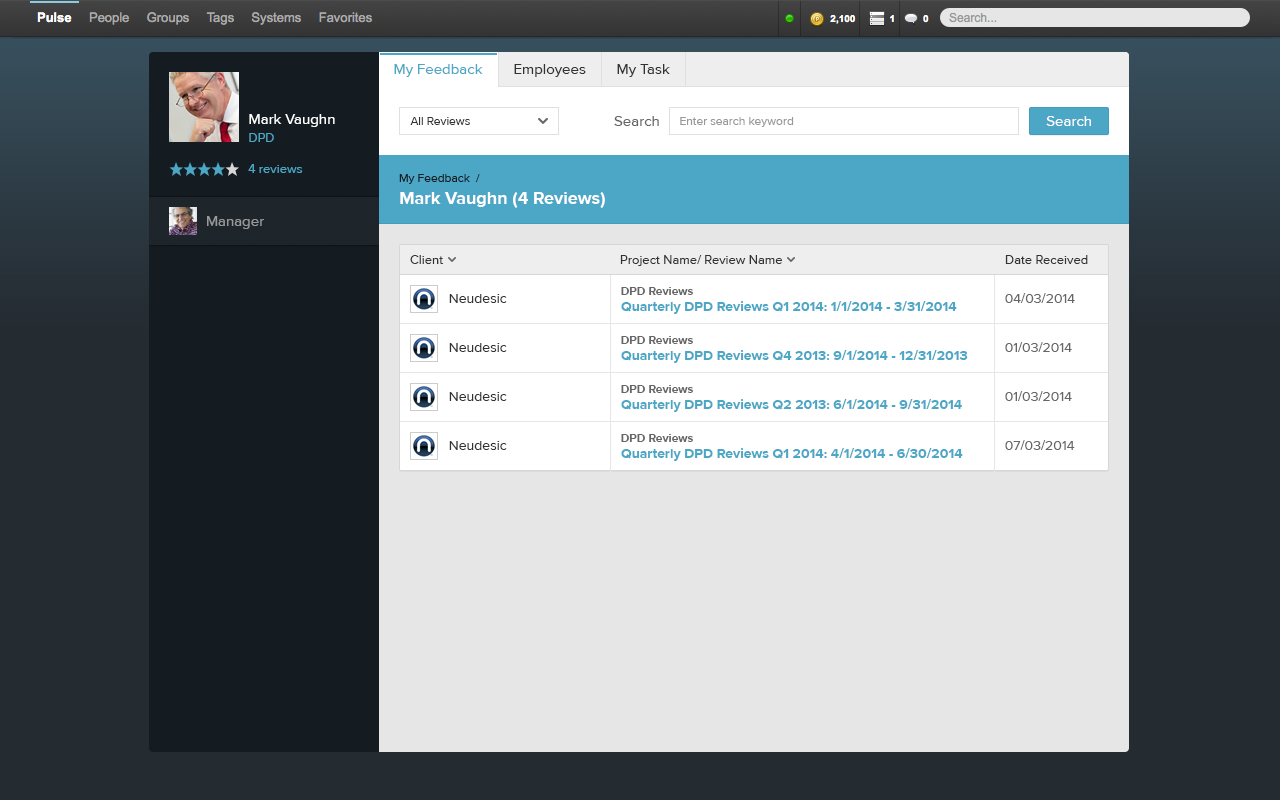 Pulse People Groups Tags Systems Favorites 2,100 1 0 Search...
My Feedback Employees My Task
Mark Vaughn
DPD
4 reviews
Manager
All Reviews Search Enter search keyword Search
My Feedback /
Mark Vaughn (4 Reviews)
Client Project Name/ Review Name Date Received
Neudesic
DPD Reviews
Quarterly DPD Reviews Q1 2014: 1/1/2014 - 3/31/2014
04/03/2014
Neudesic
DPD Reviews
Quarterly DPD Reviews Q4 2013: 9/1/2014 - 12/31/2013
01/03/2014
Neudesic
DPD Reviews
Quarterly DPD Reviews Q2 2013: 6/1/2014 - 9/31/2014
01/03/2014
Neudesic
DPD Reviews
Quarterly DPD Reviews Q1 2014: 4/1/2014 - 6/30/2014
07/03/2014